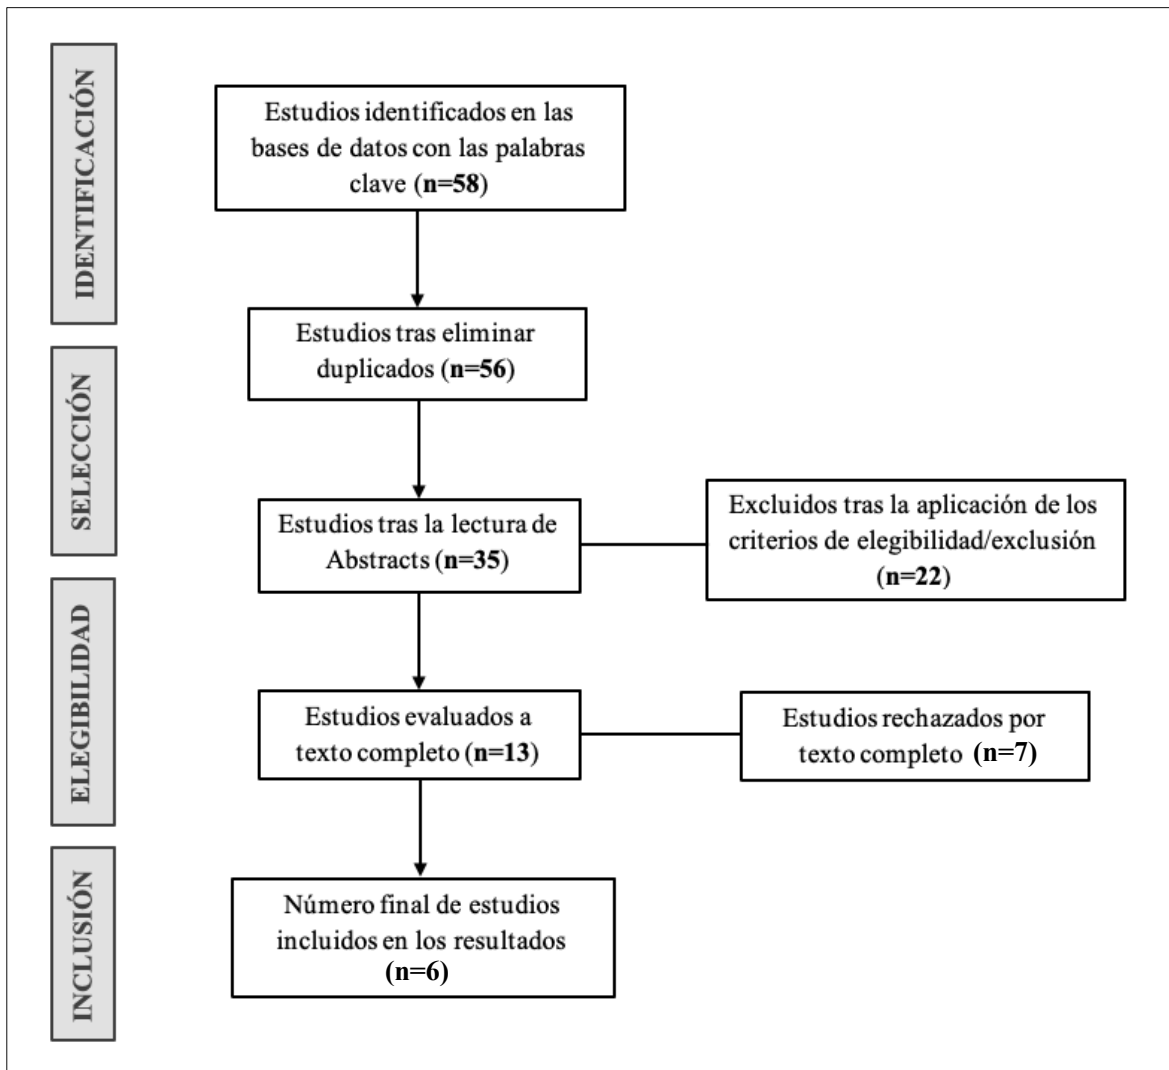 IDENTIFICACIÓN
Estudios identificados en las
bases de datos con las palabras
clave (n=58)
Estudios tras eliminar
duplicados (n=56)
SELECCIÓN
Estudios tras la lectura de
Abstracts (n=35)
Excluidos tras la aplicación de los
criterios de elegibilidad/exclusión
(n=22)
ELEGIBILIDAD
Estudios evaluados a
texto completo (n=13)
Estudios rechazados por
texto completo (n=7)
INCLUSIÓN
Número final de estudios
incluidos en los resultados
(n=6)